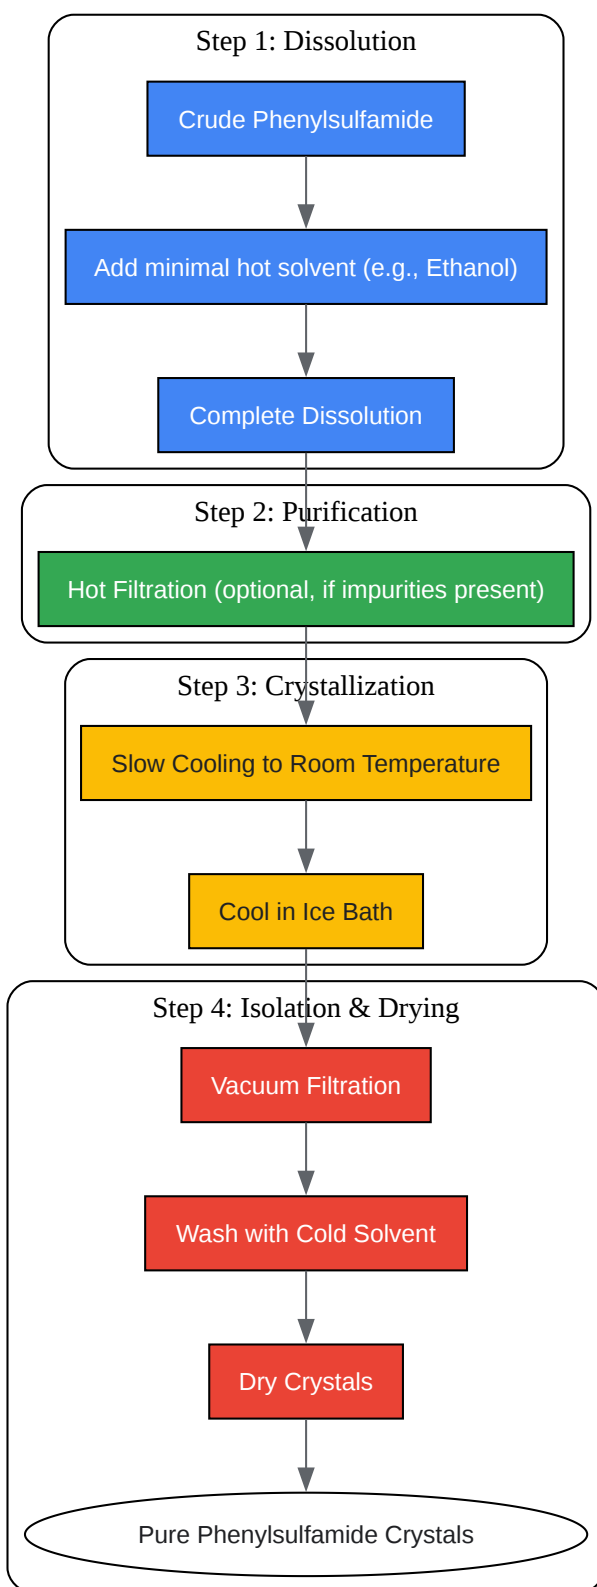 Step 1: Dissolution
Crude Phenylsulfamide
Add minimal hot solvent (e.g., Ethanol)
Complete Dissolution
Step 2: Purification
Hot Filtration (optional, if impurities present)
Step 3: Crystallization
Slow Cooling to Room Temperature
Cool in Ice Bath
Step 4: Isolation & Drying
Vacuum Filtration
Wash with Cold Solvent
Dry Crystals
Pure Phenylsulfamide Crystals